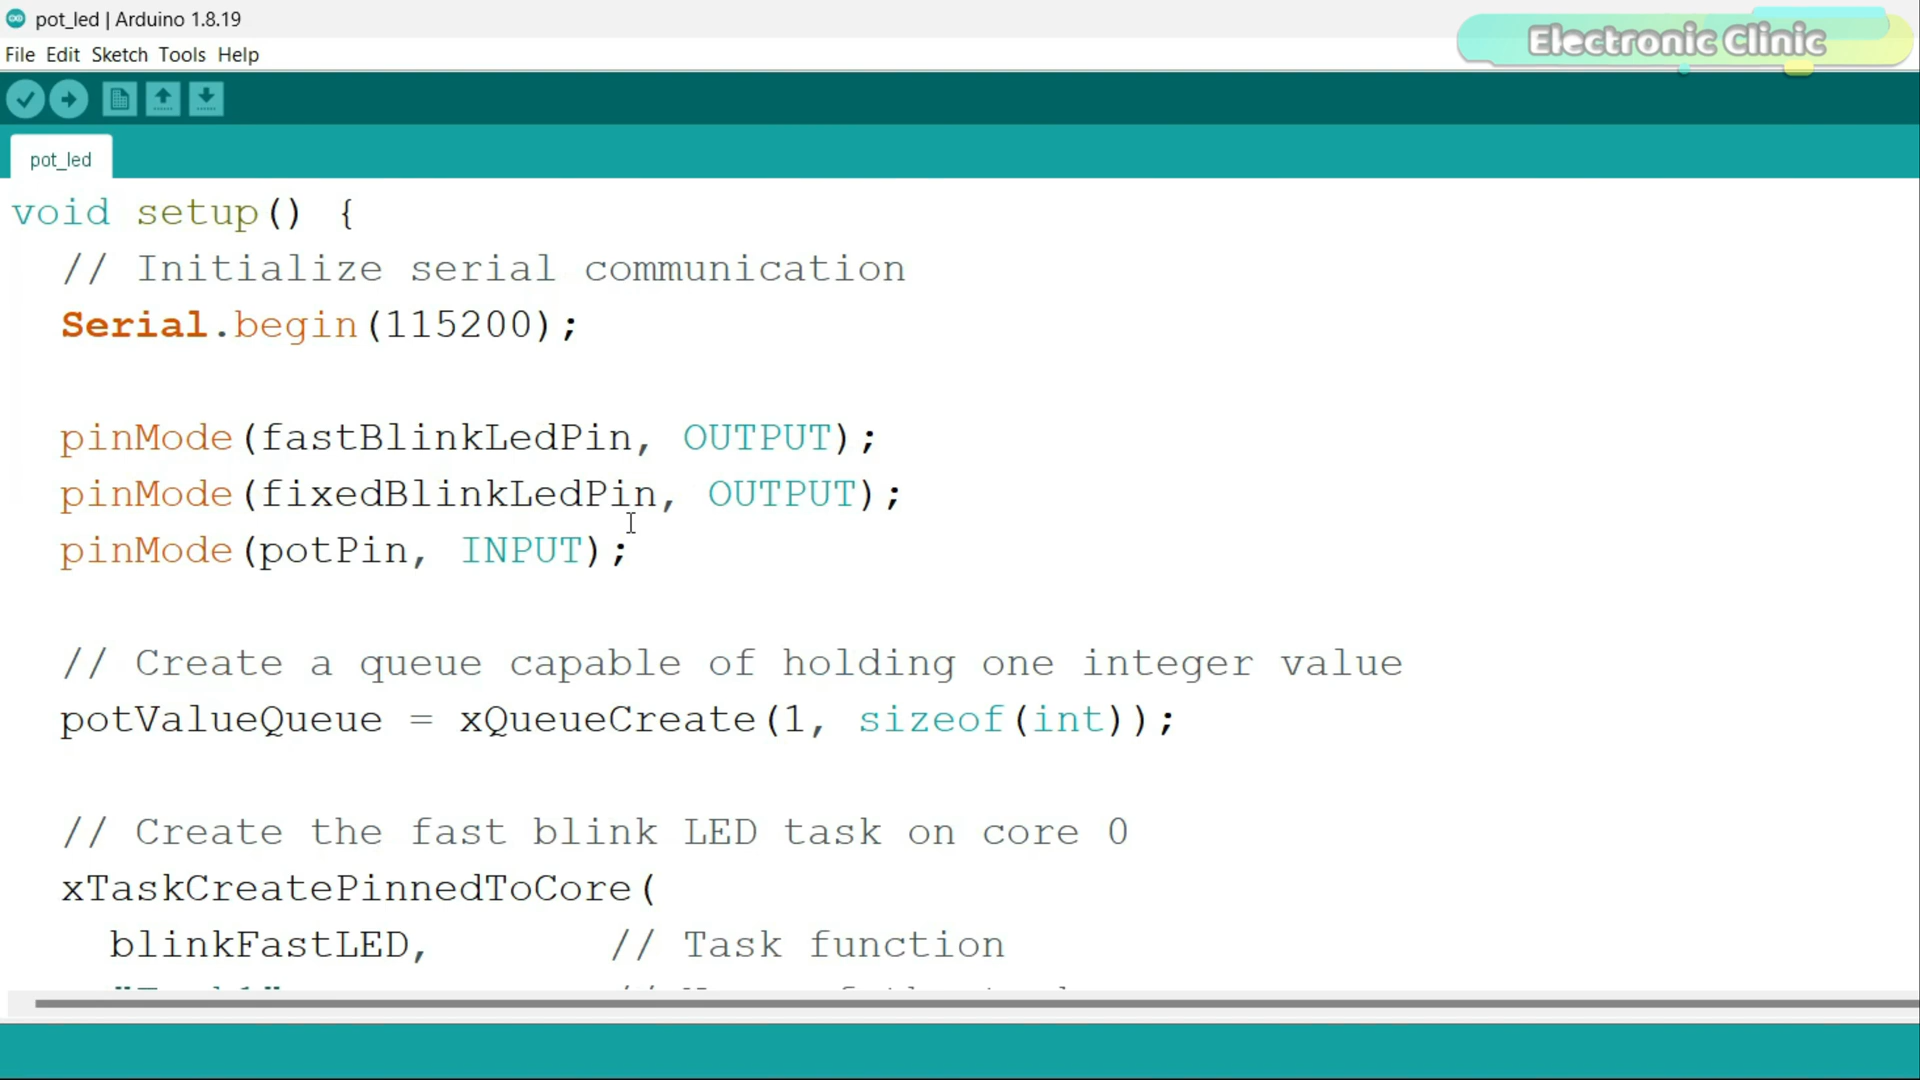 pot_led | Arduino 1.8.19
Electronic Clinic
File Edit Sketch Tools Help
pot_led
void setup() {
// Initialize serial communication
Serial.begin(115200);
pinMode(fastBlinkLedPin, OUTPUT);
pinMode(fixedBlinkLedPin, OUTPUT);
pinMode(potPin, INPUT);
// Create a queue capable of holding one integer value
potValueQueue = xQueueCreate(1, sizeof(int));
// Create the fast blink LED task on core 0
xTaskCreatePinnedToCore(
blinkFastLED, // Task function